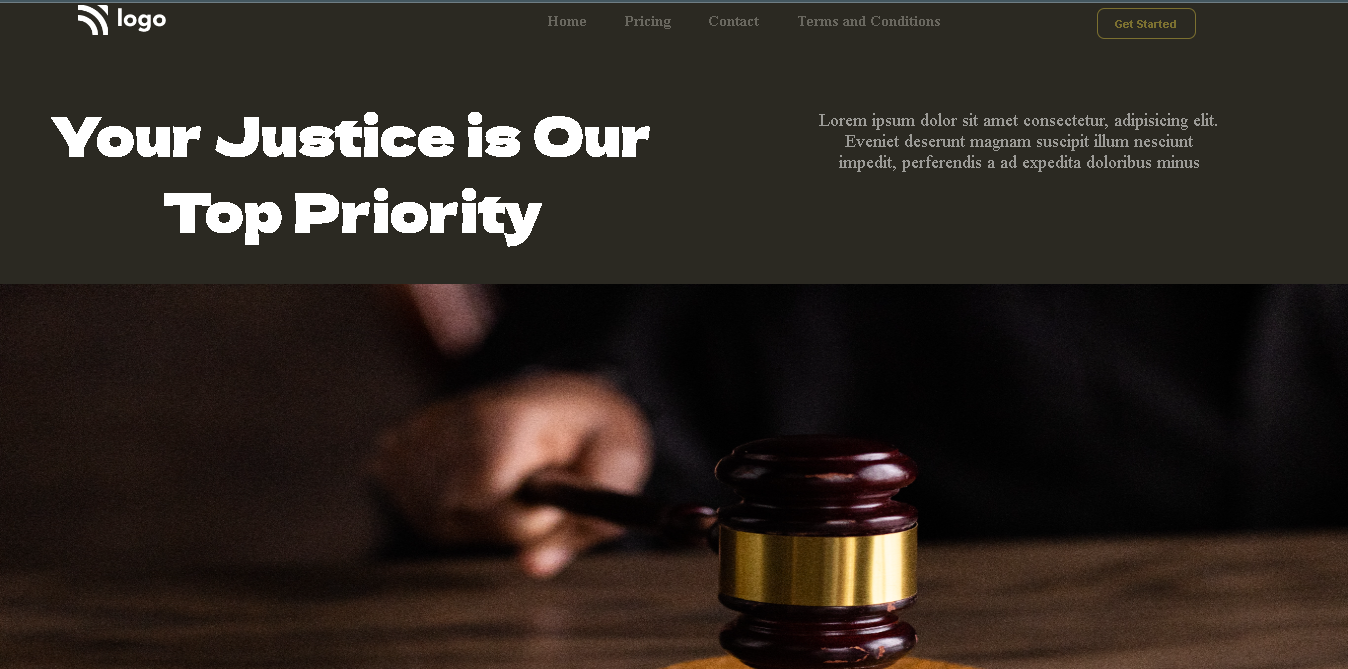 logo
Home
Pricing
Contact
Terms and Conditions
Get Started
Your Justice is Our
Top Priority
Lorem ipsum dolor sit amet consectetur, adipisicing elit.
Eveniet deserunt magnam suscipit illum nesciunt
impedit, perferendis a ad expedita doloribus minus